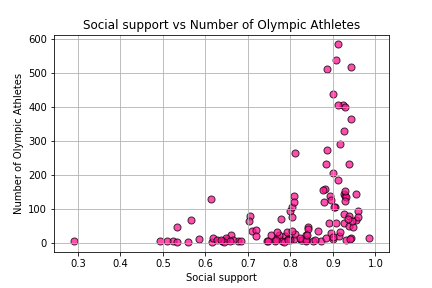 Social support vs Number of Olympic Athletes
Number of Olympic Athletes
600
500
400
300
200
100
0
0.3 0.4 0.5 0.6 0.7 0.8 0.9 1.0
Social support